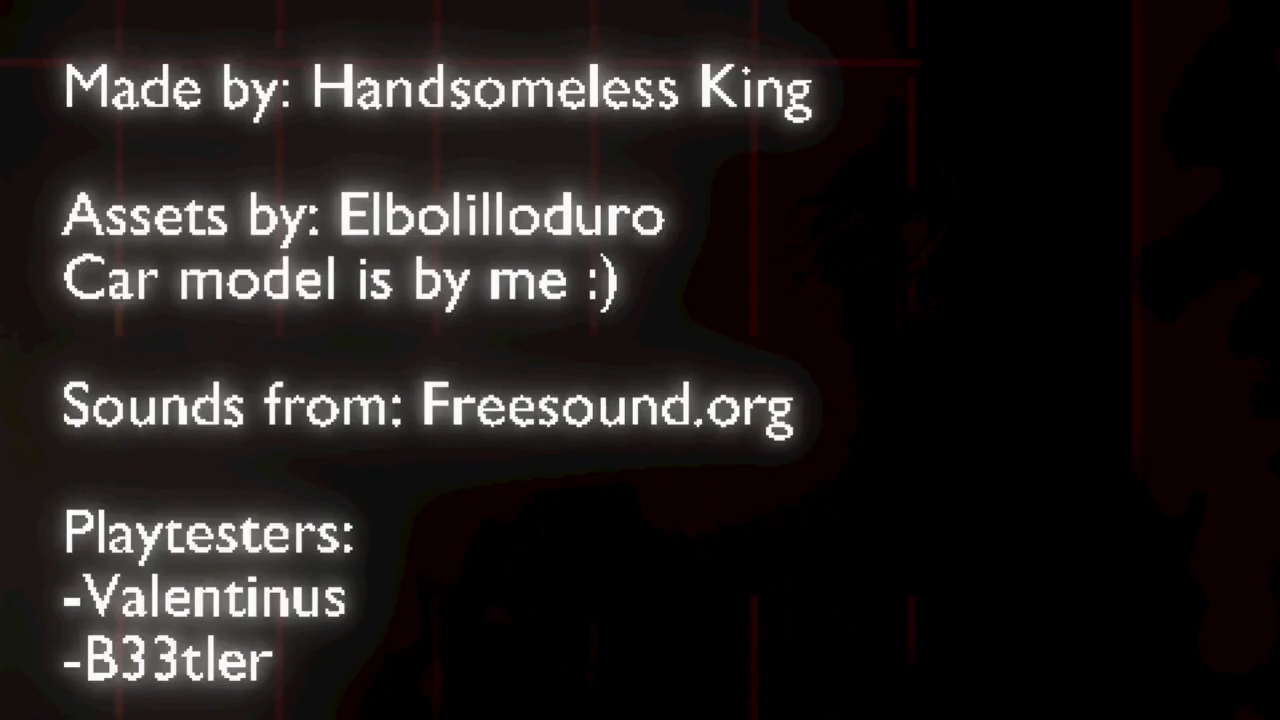 Made by: Handsomeless King
Assets by: Elbolilloduro
Car model is by me :)
Sounds from: Freesound.org
Playtesters:
-Valentinus
-B33tler